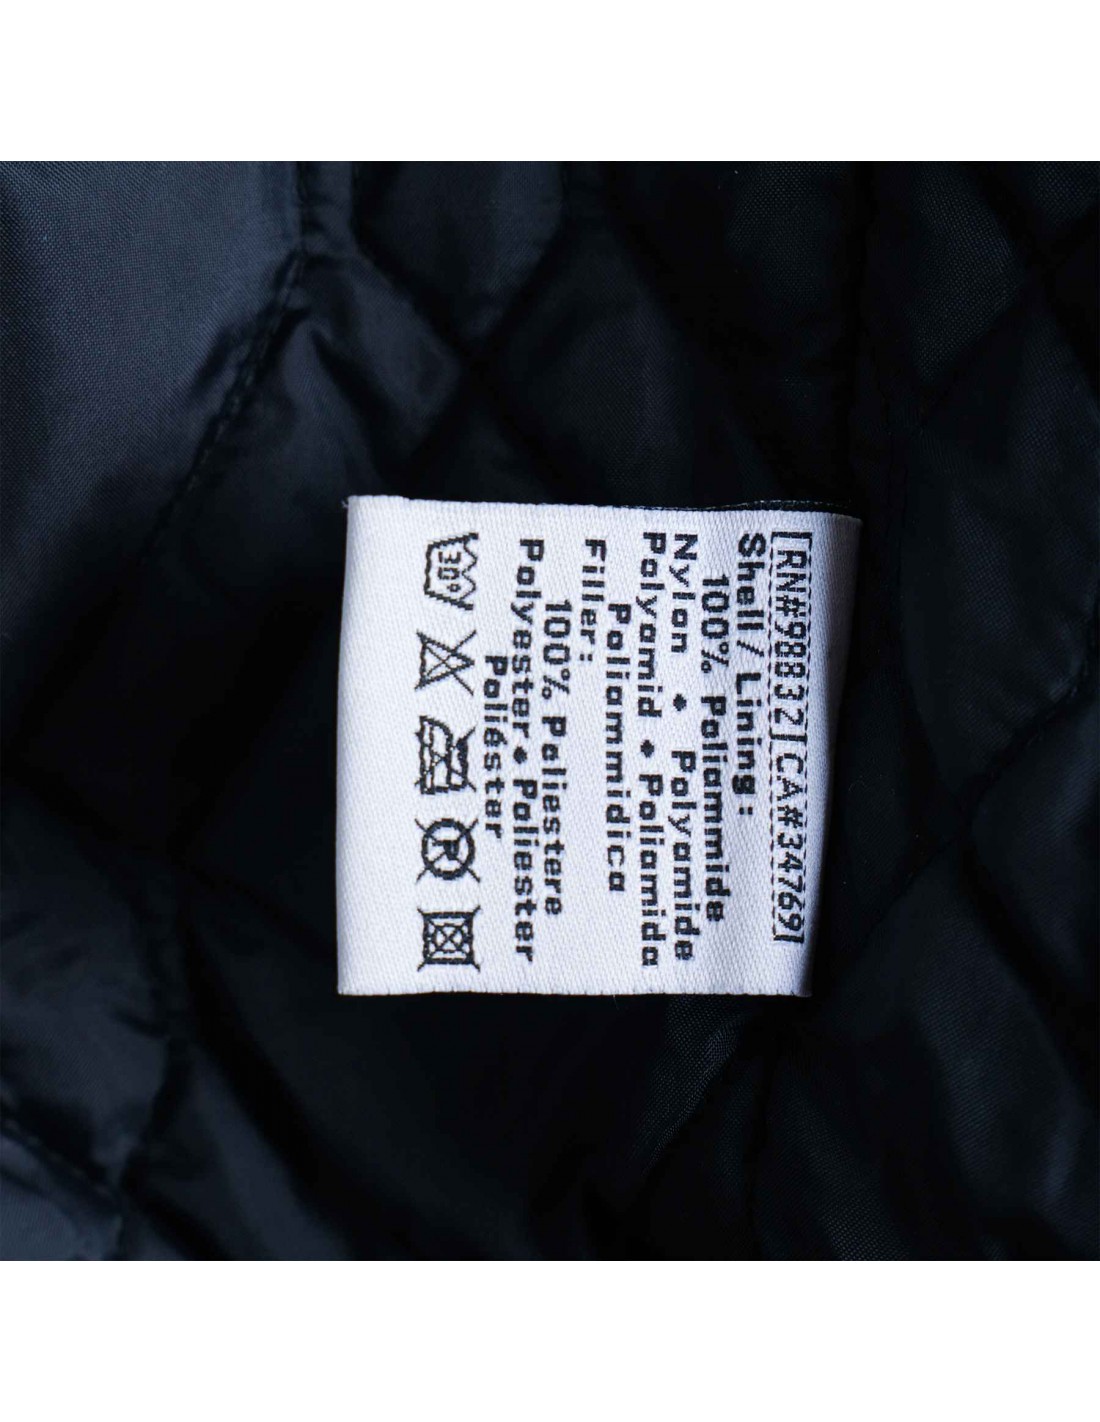 [RN#98832]CA#34769]
Shell / Lining:
100% Poliammide
Nylon ◆ Polyamide
Polyamid ◆ Poliamida
Poliammidica
Filler:
100% Poliestere
Polyester◆Poliester
Poliéster
30°
R